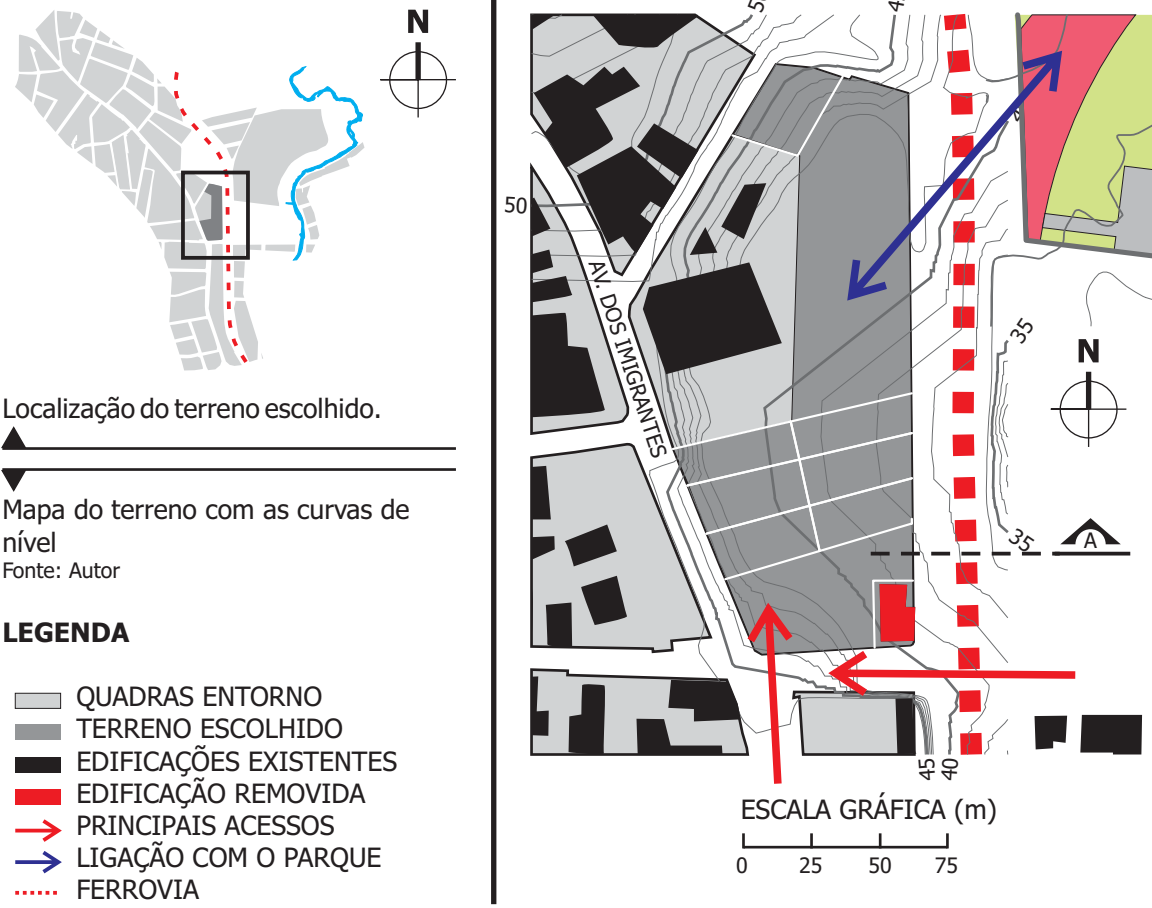 N
Localização do terreno escolhido.
Mapa do terreno com as curvas de
nível
Fonte: Autor
LEGENDA
QUADRAS ENTORNO
TERRENO ESCOLHIDO
EDIFICAÇÕES EXISTENTES
EDIFICAÇÃO REMOVIDA
PRINCIPAIS ACESSOS
LIGAÇÃO COM O PARQUE
FERROVIA
50
AV. DOS IMIGRANTES
35
N
35
A
45
40
ESCALA GRÁFICA (m)
0 25 50 75